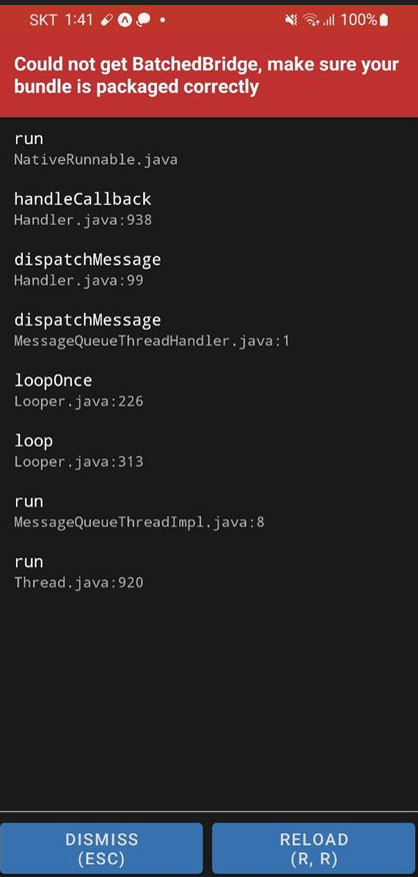 SKT 1:41 100%
Could not get BatchedBridge, make sure your
bundle is packaged correctly
run
NativeRunnable.java
handleCallback
Handler.java:938
dispatchMessage
Handler.java:99
dispatchMessage
MessageQueueThreadHandler.java:1
loopOnce
Looper.java:226
loop
Looper.java:313
run
MessageQueueThreadImpl.java:8
run
Thread.java:920
DISMISS
(ESC)
RELOAD
(R, R)